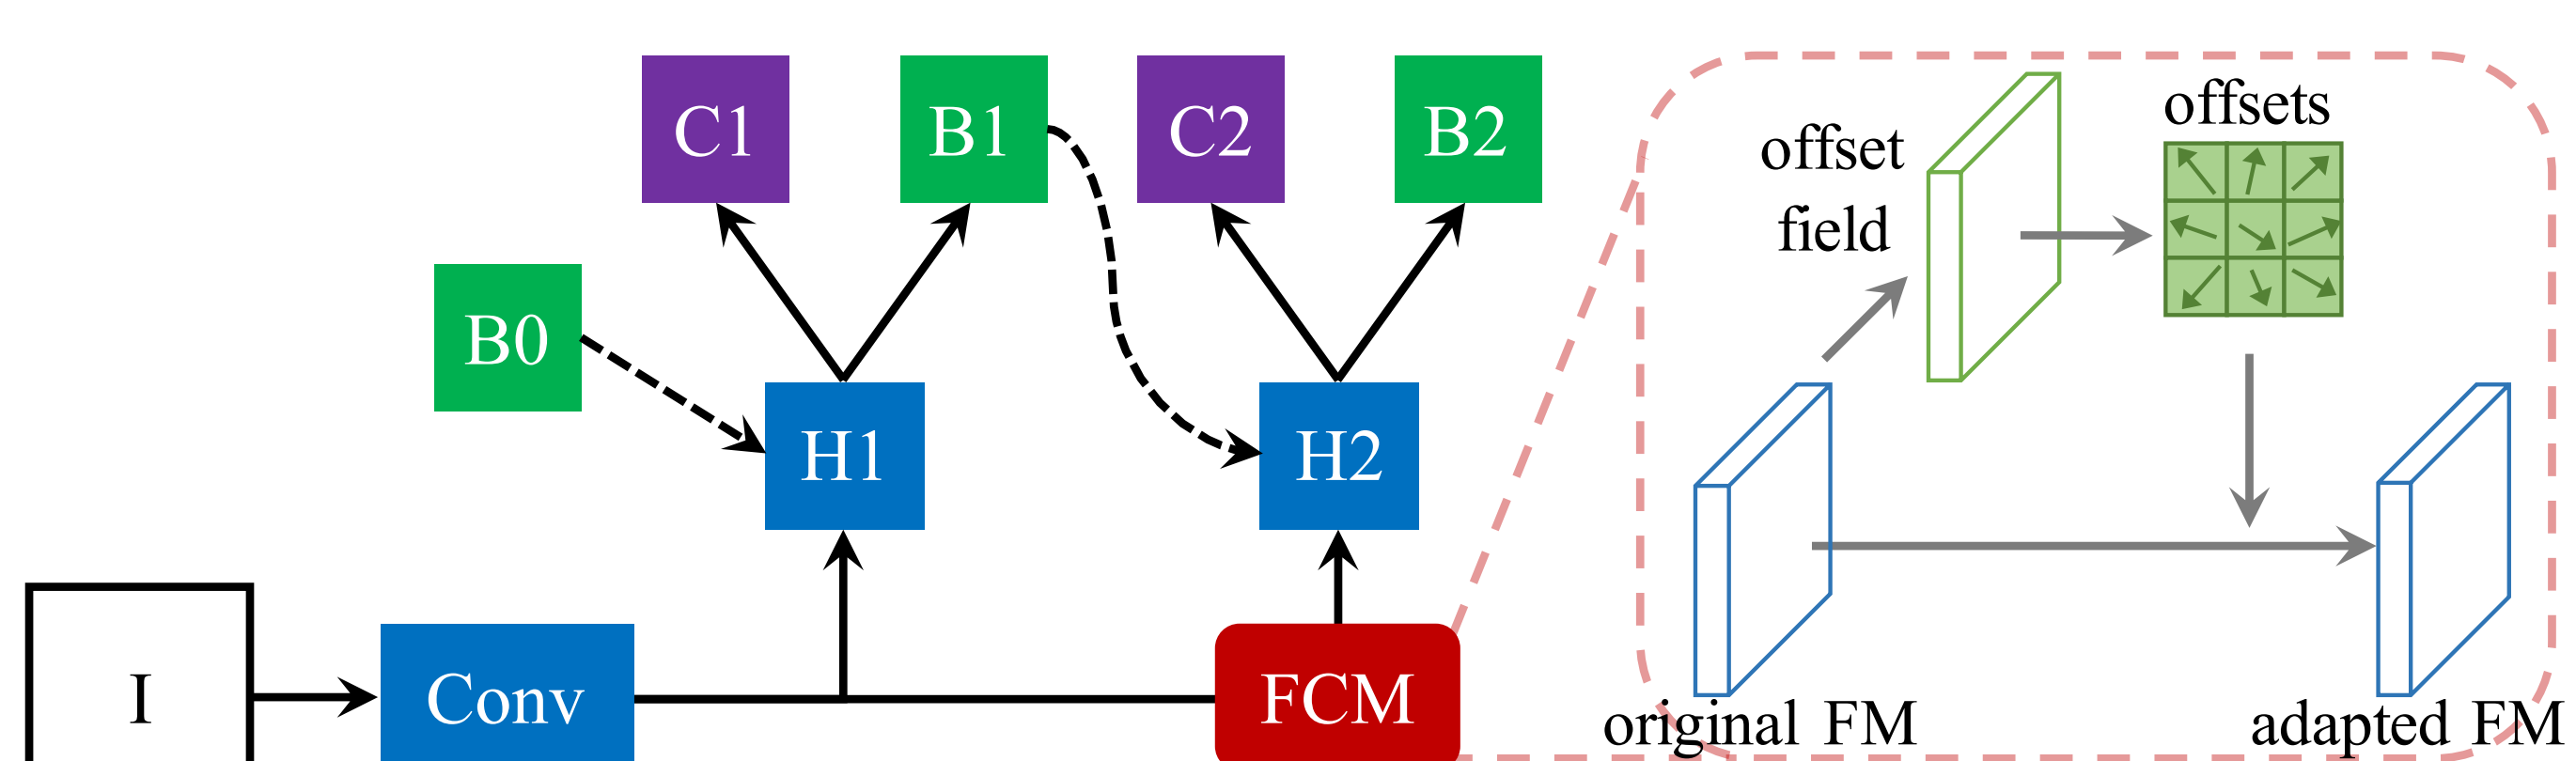 C1
B1
C2
B2
B0
H1
H2
I
Conv
FCM
offset
field
offsets
original FM
adapted FM